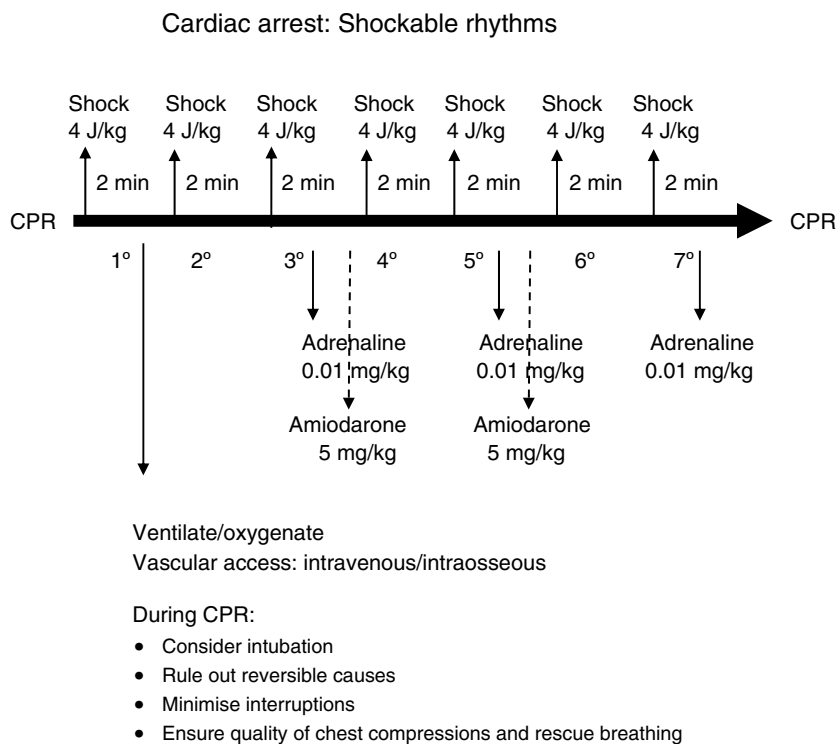 Cardiac arrest: Shockable rhythms
Shock Shock Shock Shock Shock Shock Shock
4 J/kg 4 J/kg 4 J/kg 4 J/kg 4 J/kg 4 J/kg 4 J/kg
2 min 2 min 2 min 2 min 2 min 2 min 2 min
CPR CPR
1º 2º 3º 4º 5º 6º 7º
Adrenaline Adrenaline Adrenaline
0.01 mg/kg 0.01 mg/kg 0.01 mg/kg
Amiodarone Amiodarone
5 mg/kg 5 mg/kg
Ventilate/oxygenate
Vascular access: intravenous/intraosseous
During CPR:
• Consider intubation
• Rule out reversible causes
• Minimise interruptions
• Ensure quality of chest compressions and rescue breathing